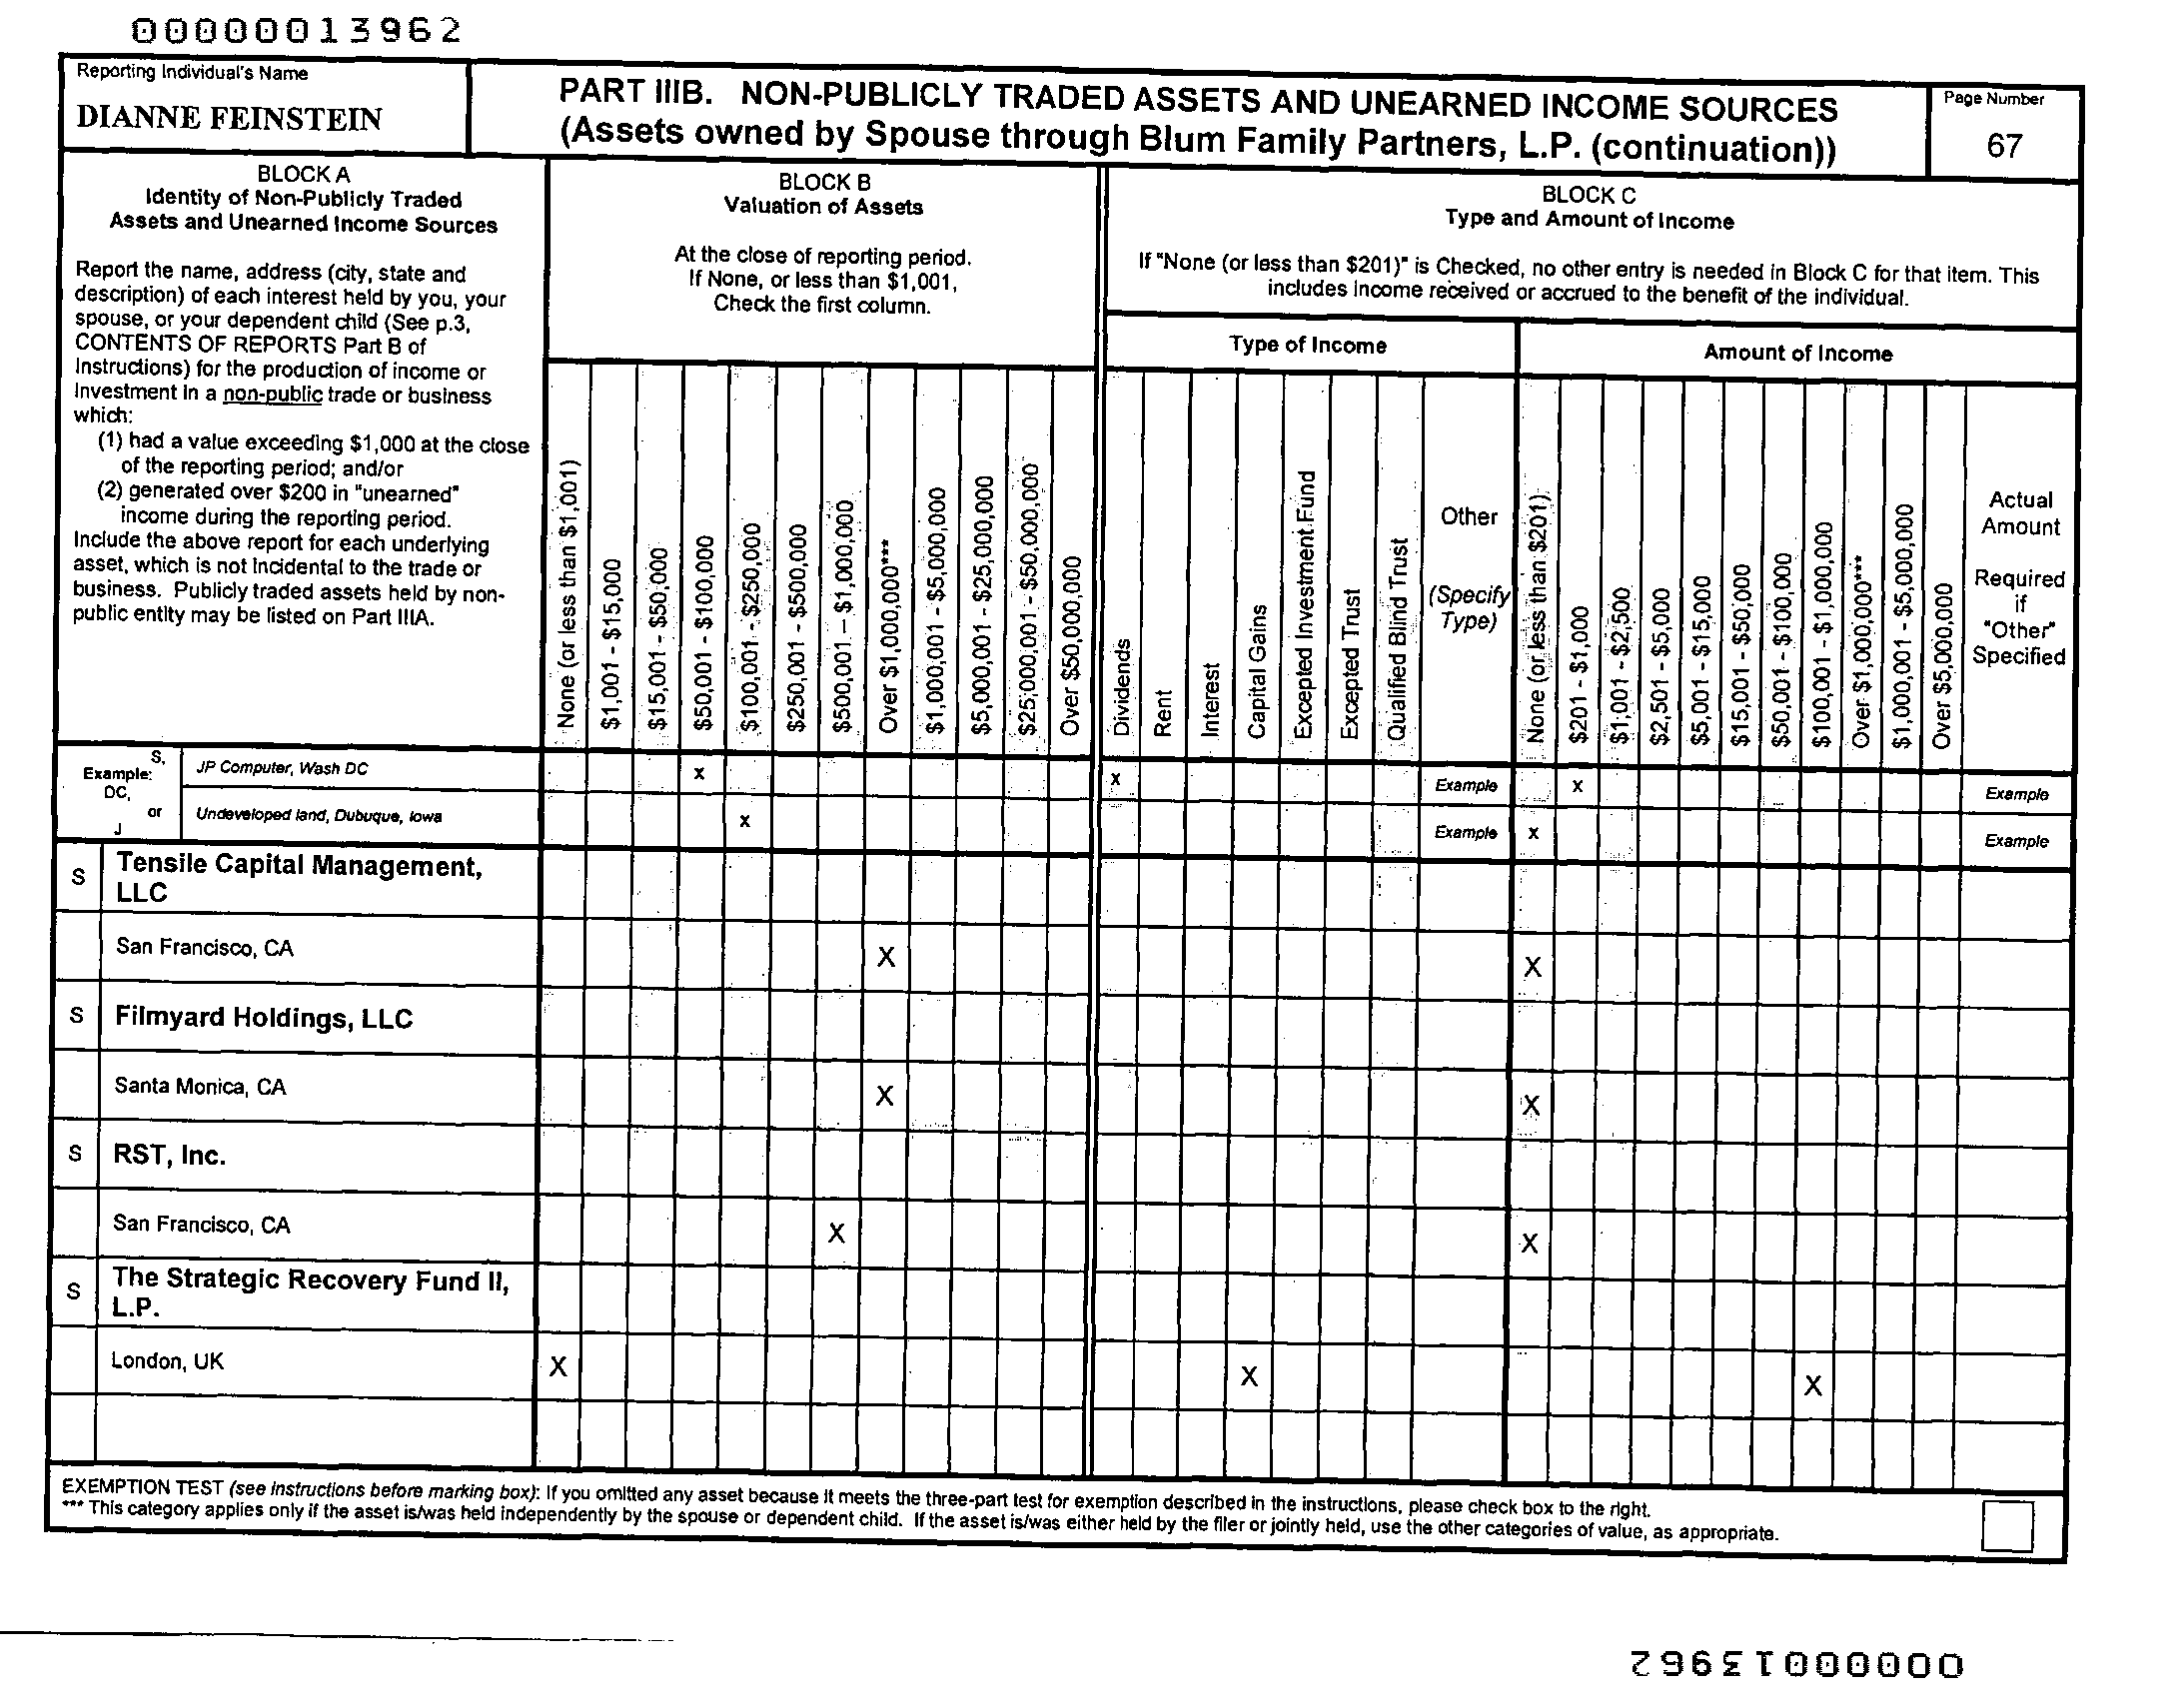 00000013962
Reporting Individual's Name
DIANNE FEINSTEIN
PART IIIB. NON-PUBLICLY TRADED ASSETS AND UNEARNED INCOME SOURCES
(Assets owned by Spouse through Blum Family Partners, L.P. (continuation))
Page Number
67
BLOCK A
Identity of Non-Publicly Traded
Assets and Unearned Income Sources
Report the name, address (city, state and
description) of each interest held by you, your
spouse, or your dependent child (See p.3,
CONTENTS OF REPORTS Part B of
Instructions) for the production of income or
Investment in a non-public trade or business
which:
(1) had a value exceeding $1,000 at the close
of the reporting period; and/or
(2) generated over $200 in "unearned"
income during the reporting period.
Include the above report for each underlying
asset, which is not Incidental to the trade or
business. Publicly traded assets held by non-
public entity may be listed on Part IIIA.
BLOCK B
Valuation of Assets
At the close of reporting period.
If None, or less than $1,001,
Check the first column.
None (or less than $1,001)
$1,001 - $15,000
$15,001 - $50,000
$50,001 - $100,000
$100,001 - $250,000
$250,001 - $500,000
$500,001 - $1,000,000
Over $1,000,000***
$1,000,001 - $5,000,000
$5,000,001 - $25,000,000
$25,000,001 - $50,000,000
Over $50,000,000
BLOCK C
Type and Amount of Income
If "None (or less than $201)" is Checked, no other entry is needed in Block C for that item. This
includes Income received or accrued to the benefit of the individual.
Type of Income
Dividends
Rent
Interest
Capital Gains
Excepted Investment Fund
Excepted Trust
Qualified Blind Trust
Other
(Specify
Type)
Amount of Income
None (or less than $201)
$201 - $1,000
$1,001 - $2,500
$2,501 - $5,000
$5,001 - $15,000
$15,001 - $50,000
$50,001 - $100,000
$100,001 - $1,000,000
Over $1,000,000***
$1,000,001 - $5,000,000
Over $5,000,000
Actual
Amount
Required
if
"Other"
Specified
S,
Example:
DC,
or
J
JP Computer, Wash DC x x Example x Example
Undeveloped land, Dubuque, Iowa x Example x Example
S Tensile Capital Management,
LLC
San Francisco, CA X X
S Filmyard Holdings, LLC
Santa Monica, CA X X
S RST, Inc.
San Francisco, CA X X
S The Strategic Recovery Fund II,
L.P.
London, UK X X X
EXEMPTION TEST (see instructions before marking box): If you omitted any asset because it meets the three-part test for exemption described in the instructions, please check box to the right.
*** This category applies only if the asset is/was held independently by the spouse or dependent child. If the asset is/was either held by the filer or jointly held, use the other categories of value, as appropriate.
00000013962